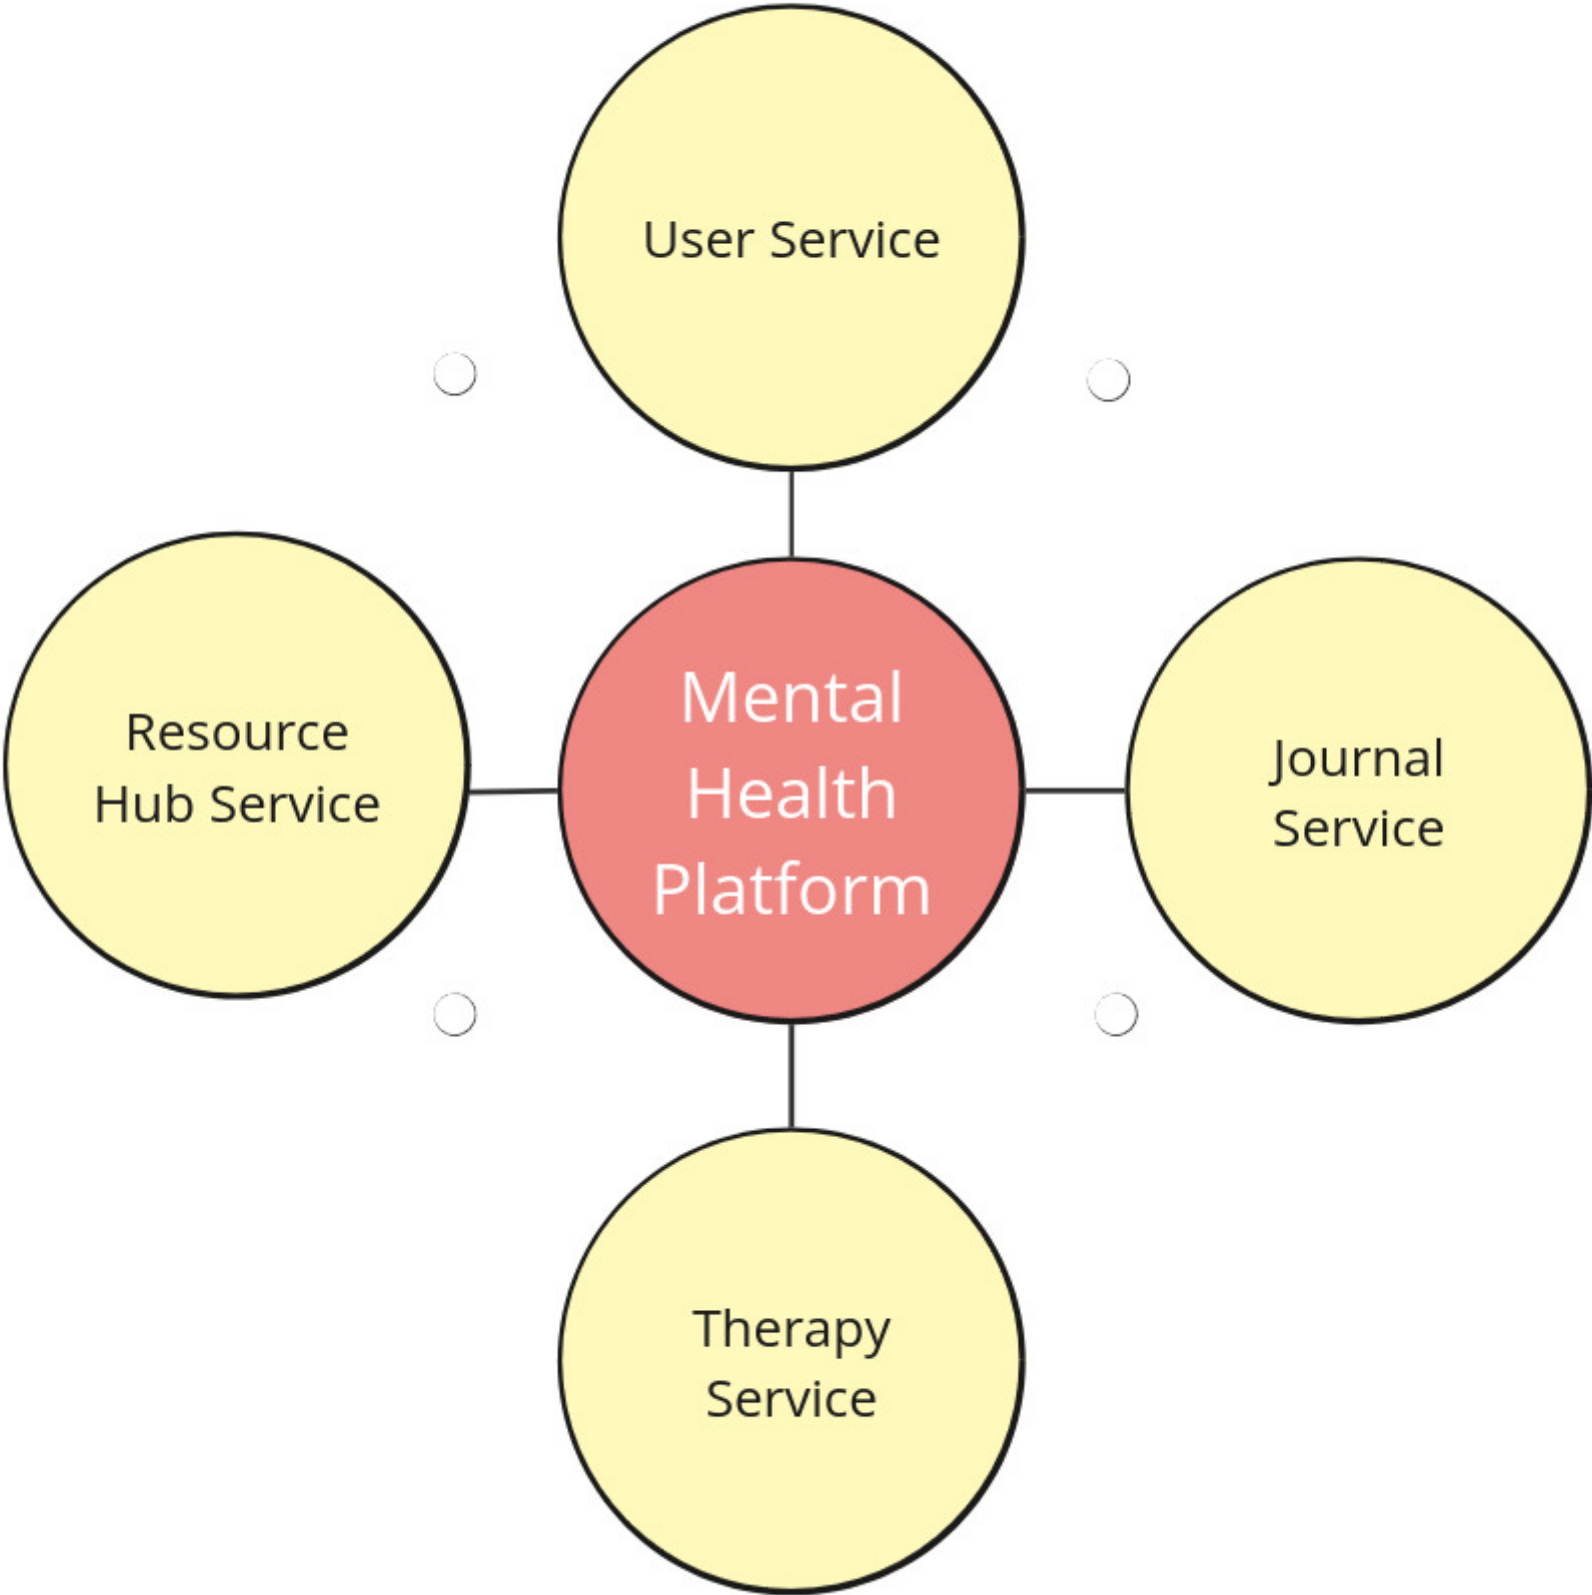 User Service
Resource
Hub Service
Mental
Health
Platform
Journal
Service
Therapy
Service